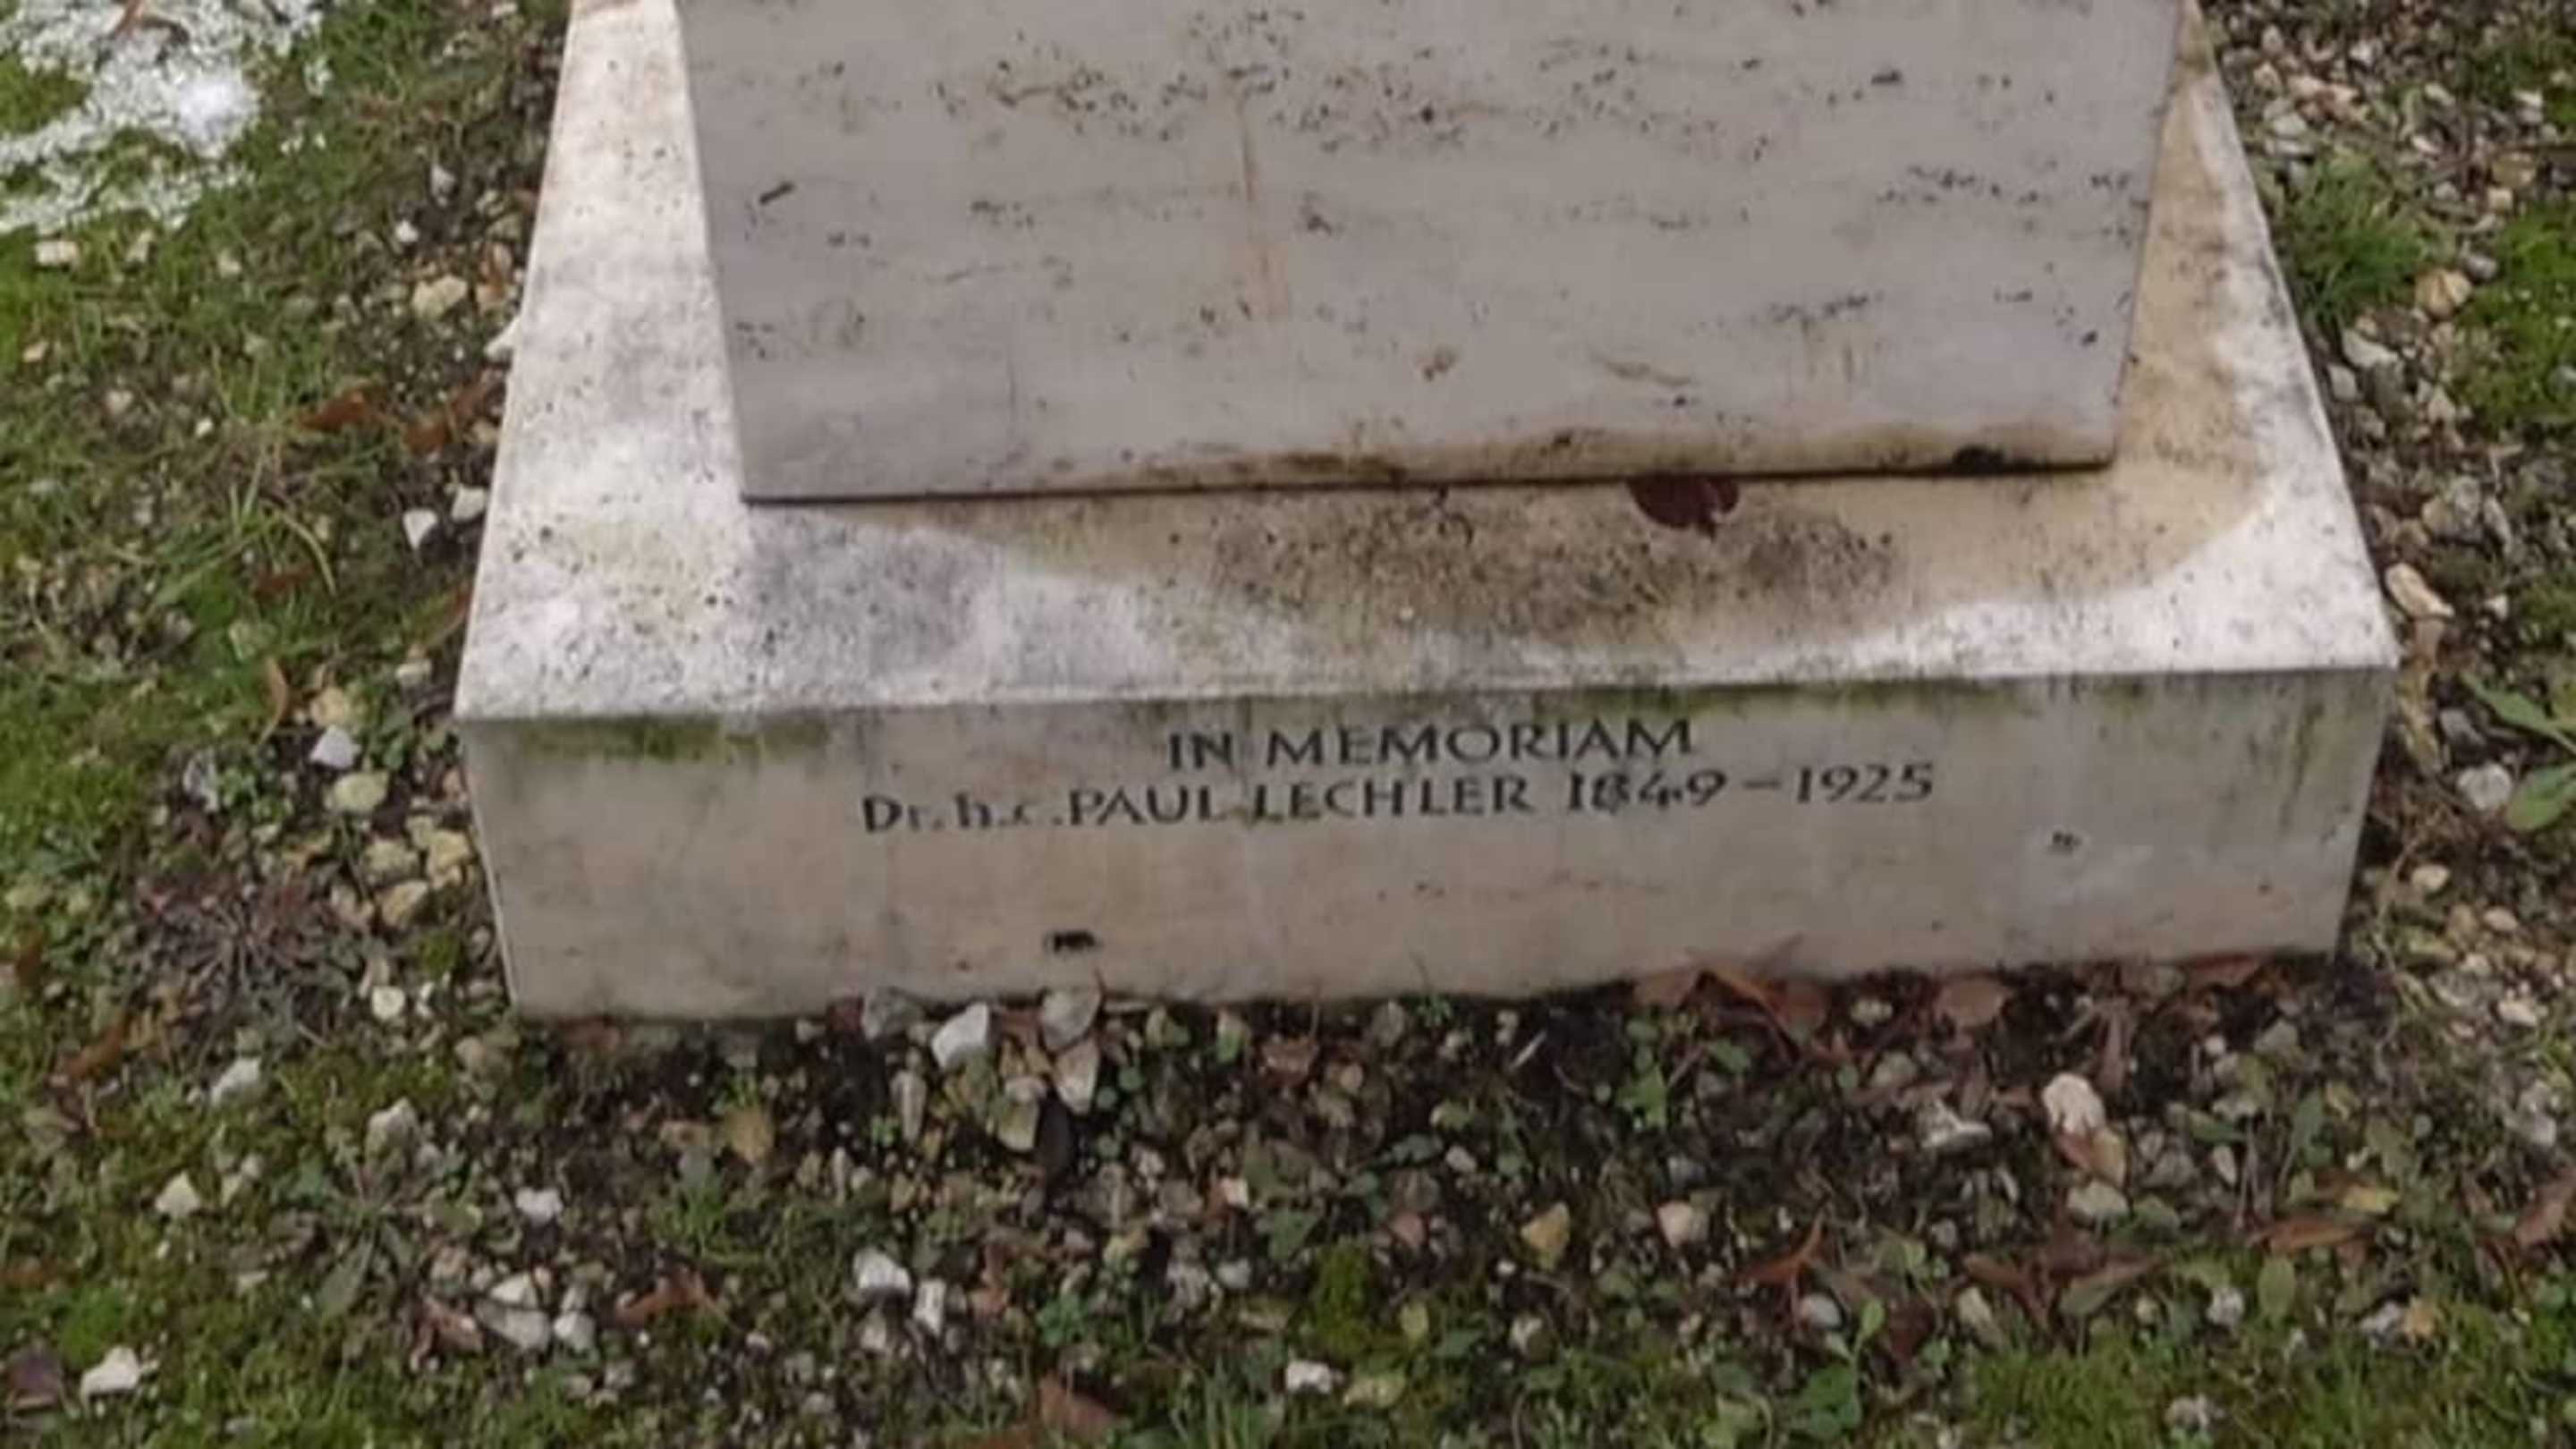 IN MEMORIAM
Dr. h.c. PAUL LECHLER 1849 – 1925